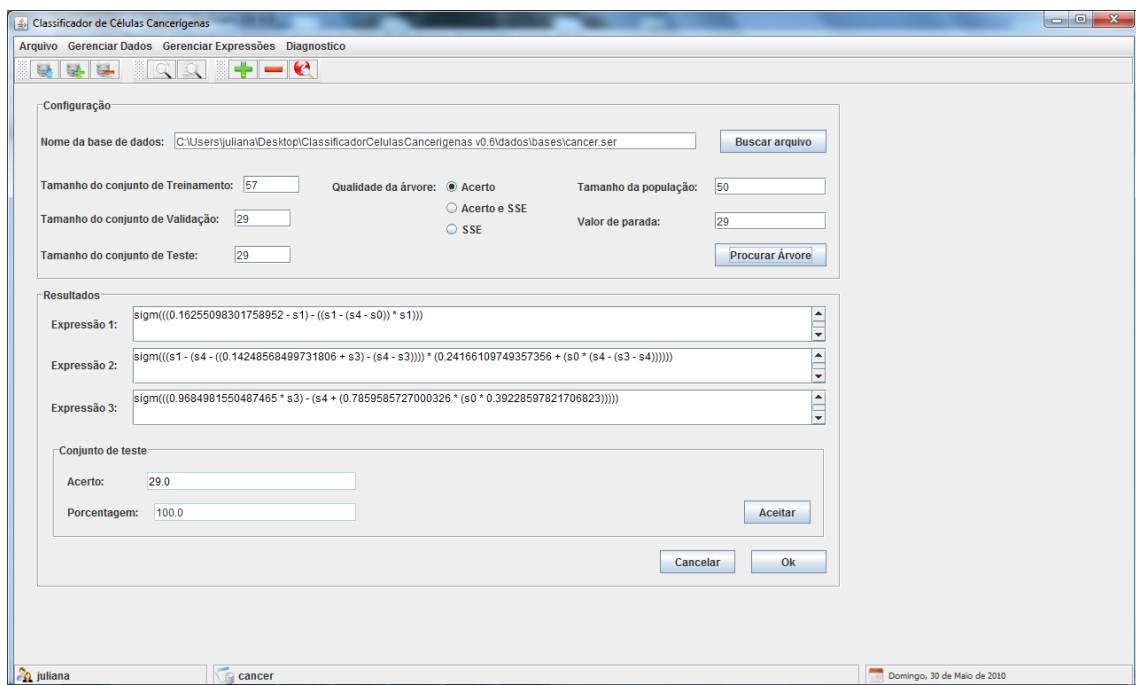 Classificador de Células Cancerígenas
Arquivo Gerenciar Dados Gerenciar Expressões Diagnostico
Configuração
Nome da base de dados: C:\Users\juliana\Desktop\ClassificadorCelulasCancerigenas v0.6\dados\bases\cancer.ser Buscar arquivo
Tamanho do conjunto de Treinamento: 57 Qualidade da árvore: Acerto Tamanho da população: 50
Acerto e SSE
Tamanho do conjunto de Validação: 29 Valor de parada: 29
SSE
Tamanho do conjunto de Teste: 29 Procurar Árvore
Resultados
Expressão 1: sigm(((0.16255098301758952 - s1) - ((s1 - (s4 - s0)) * s1)))
Expressão 2: sigm(((s1 - (s4 - ((0.14248568499731806 + s3) - (s4 - s3)))) * (0.24166109749357356 + (s0 * (s4 - (s3 - s4))))))
Expressão 3: sigm(((0.9684981550487465 * s3) - (s4 + (0.7859585727000326 * (s0 * 0.39228597821706823)))))
Conjunto de teste
Acerto: 29.0
Porcentagem: 100.0 Aceitar
Cancelar Ok
juliana cancer Domingo, 30 de Maio de 2010